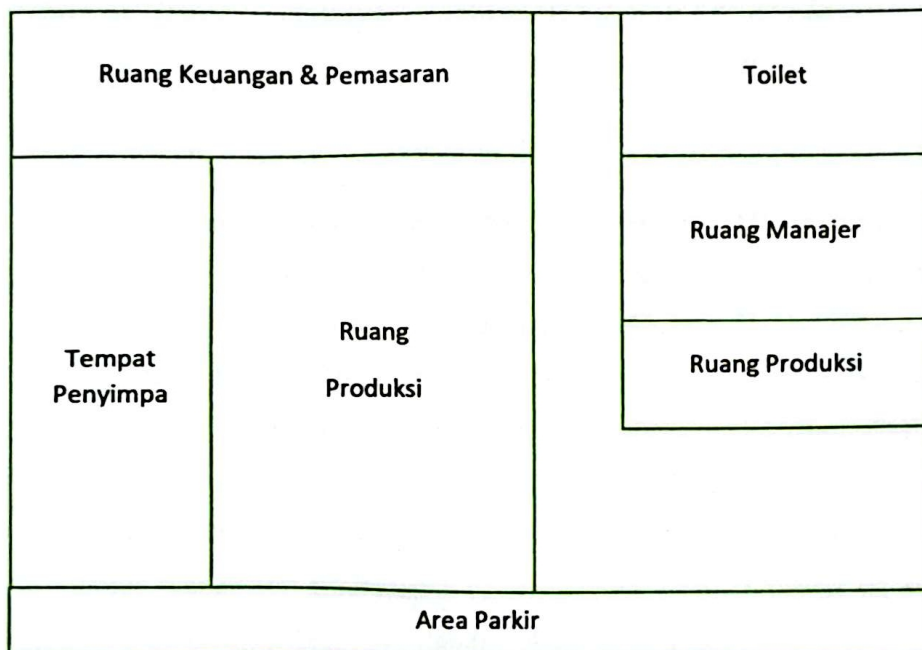 Ruang Keuangan & Pemasaran
Toilet
Ruang Manajer
Ruang
Produksi
Tempat
Penyimpa
Ruang Produksi
Area Parkir